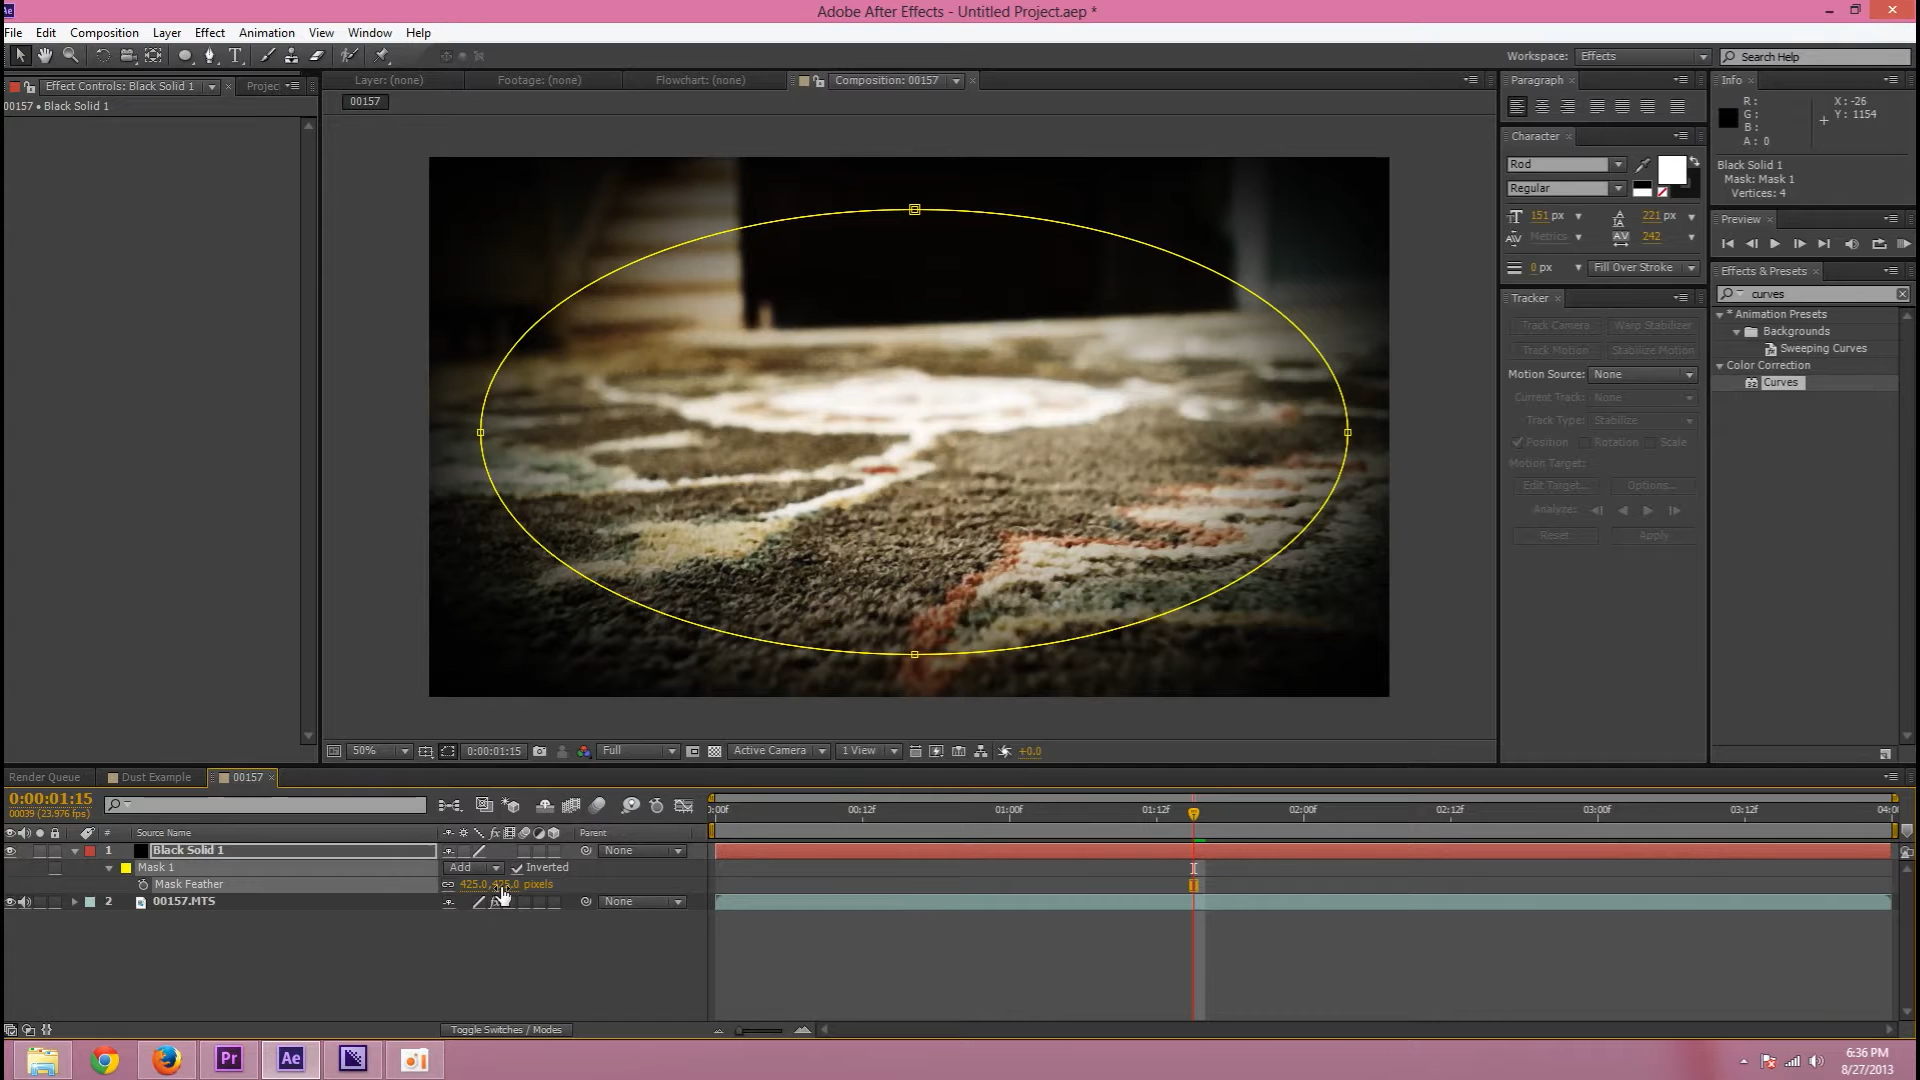 Ae
Adobe After Effects - Untitled Project.aep *
File Edit Composition Layer Effect Animation View Window Help
Workspace: Effects
Search Help
Effect Controls: Black Solid 1
Projec
Layer: (none)
Footage: (none)
Flowchart: (none)
Composition: 00157
00157 • Black Solid 1
00157
Paragraph
Info
R:
G:
B:
A: 0
X: -26
Y: 1154
Character
Rod
Regular
Black Solid 1
Mask: Mask 1
Vertices: 4
151 px
221 px
Metrics
242
0 px
Fill Over Stroke
Preview
Effects & Presets
curves
* Animation Presets
Backgrounds
Sweeping Curves
Color Correction
Curves
Tracker
Track Camera
Warp Stabilizer
Track Motion
Stabilize Motion
Motion Source: None
Current Track: None
Track Type: Stabilize
Position Rotation Scale
Motion Target:
Edit Target...
Options...
Analyze:
Reset
Apply
50%
0:00:01:15
Full
Active Camera
1 View
+0.0
Render Queue
Dust Example
00157
0:00:01:15
00039 (23.976 fps)
:00f 00:12f 01:00f 01:12f 02:00f 02:12f 03:00f 03:12f 04:00
# Source Name
Parent
1 Black Solid 1
None
Mask 1
Add
Inverted
Mask Feather
425.0, 425.0 pixels
2 00157.MTS
None
Toggle Switches / Modes
Pr
Ae
6:36 PM
8/27/2013